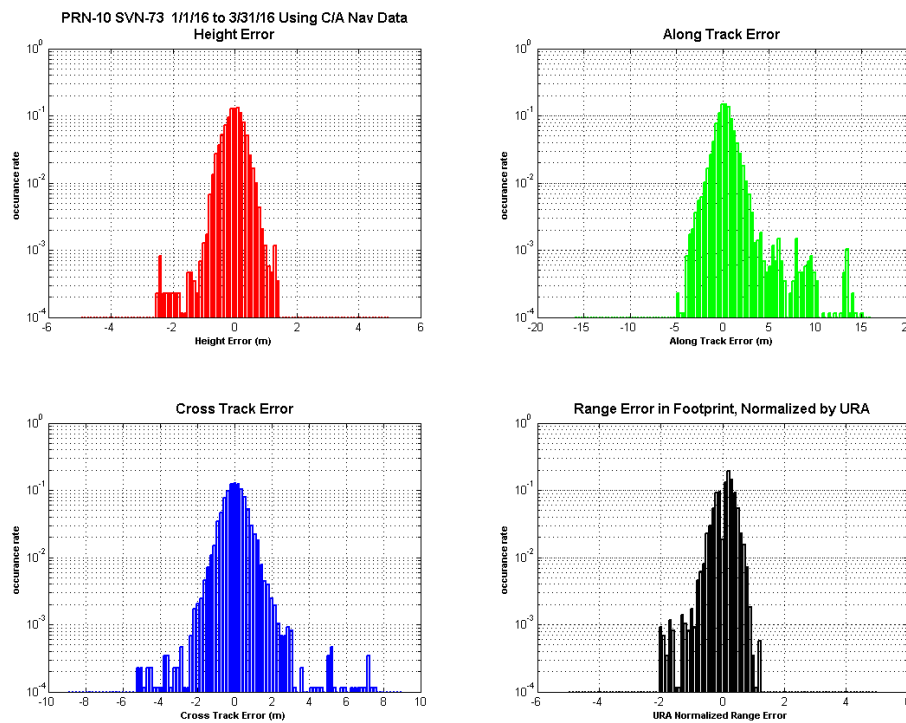 PRN-10 SVN-73 1/1/16 to 3/31/16 Using C/A Nav Data
Height Error
10^0
10^-1
10^-2
10^-3
10^-4
occurance rate
-6 -4 -2 0 2 4 6
Height Error (m)
Along Track Error
10^0
10^-1
10^-2
10^-3
10^-4
occurance rate
-20 -15 -10 -5 0 5 10 15
Along Track Error (m)
Cross Track Error
10^0
10^-1
10^-2
10^-3
10^-4
occurance rate
-10 -8 -6 -4 -2 0 2 4 6 8 10
Cross Track Error (m)
Range Error in Footprint, Normalized by URA
10^0
10^-1
10^-2
10^-3
10^-4
occurance rate
-6 -4 -2 0 2 4
URA Normalized Range Error